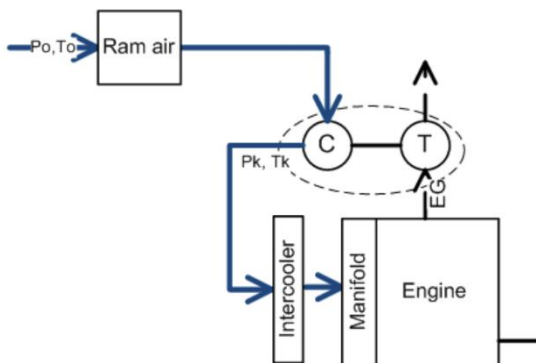 Po,To
Ram air
C
T
Pk, Tk
EG
Intercooler
Manifold
Engine